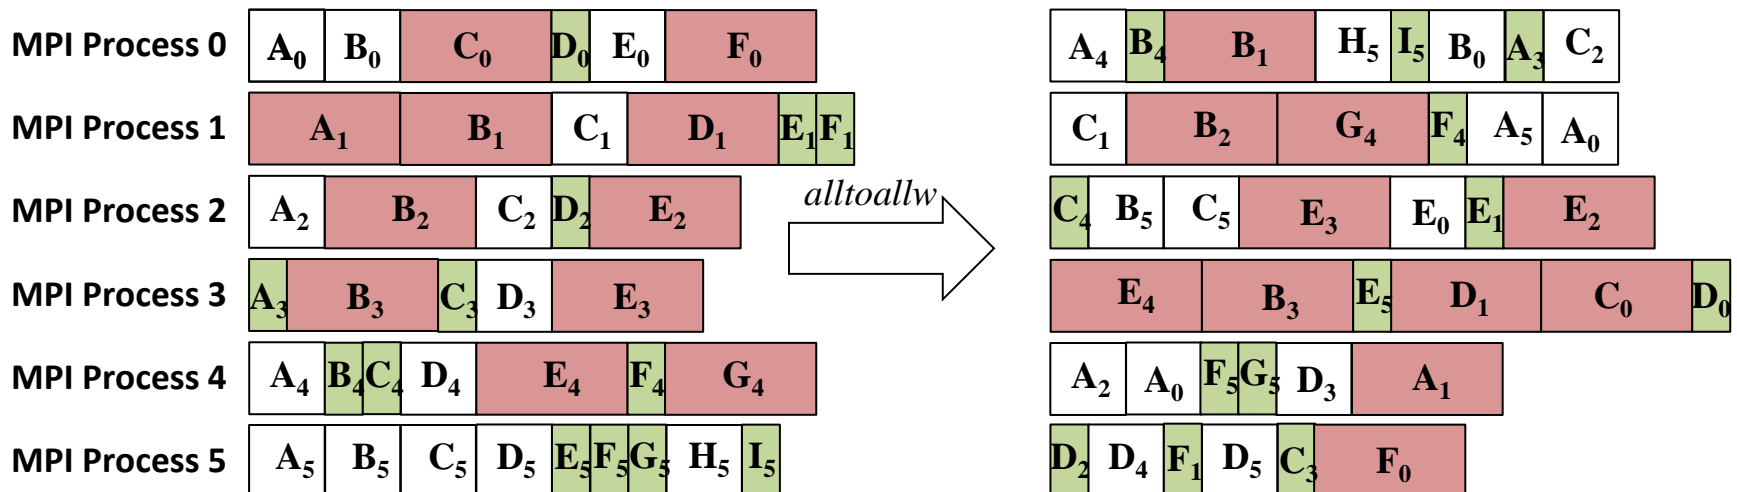 MPI Process 0 A₀ B₀ C₀ D₀ E₀ F₀ A₄ B₄ B₁ H₅ I₅ B₀ A₃ C₂
MPI Process 1 A₁ B₁ C₁ D₁ E₁ F₁ C₁ B₂ G₄ F₄ A₅ A₀
alltoallw
MPI Process 2 A₂ B₂ C₂ D₂ E₂ C₄ B₅ C₅ E₃ E₀ E₁ E₂
MPI Process 3 A₃ B₃ C₃ D₃ E₃ E₄ B₃ E₅ D₁ C₀ D₀
MPI Process 4 A₄ B₄ C₄ D₄ E₄ F₄ G₄ A₂ A₀ F₅ G₅ D₃ A₁
MPI Process 5 A₅ B₅ C₅ D₅ E₅ F₅ G₅ H₅ I₅ D₂ D₄ F₁ D₅ C₃ F₀